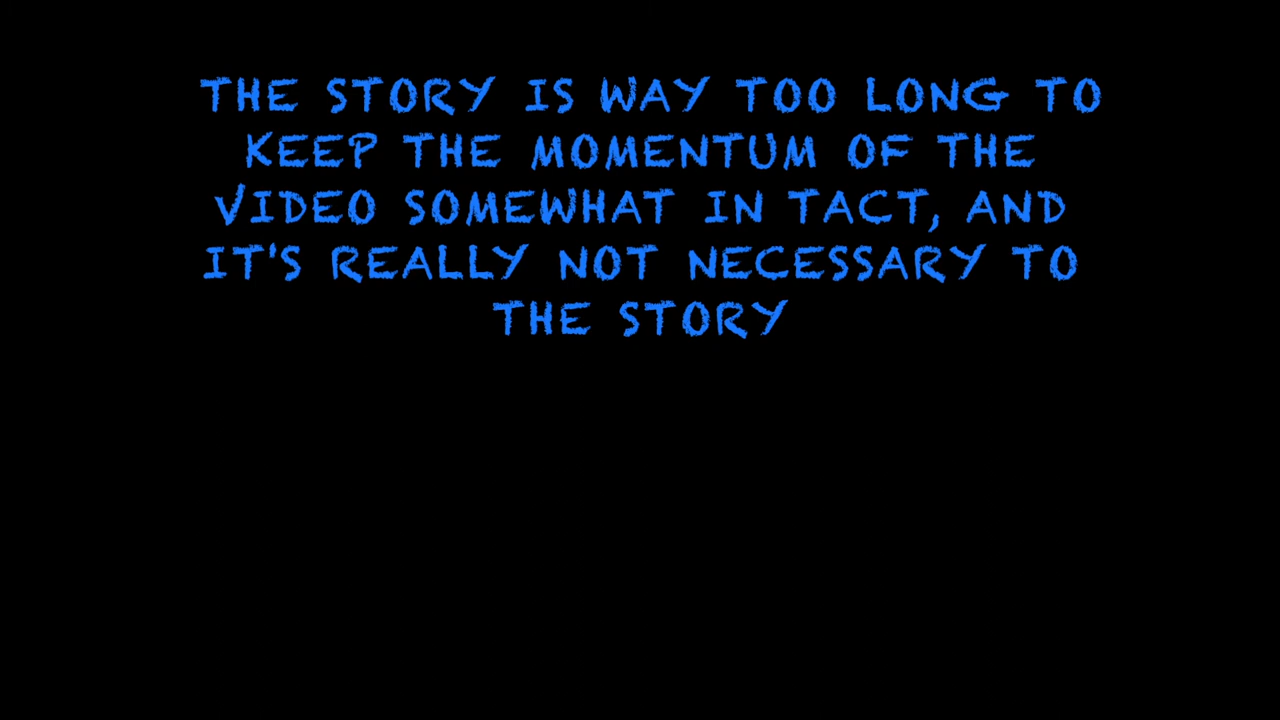 THE STORY IS WAY TOO LONG TO
KEEP THE MOMENTUM OF THE
VIDEO SOMEWHAT IN TACT, AND
IT'S REALLY NOT NECESSARY TO
THE STORY